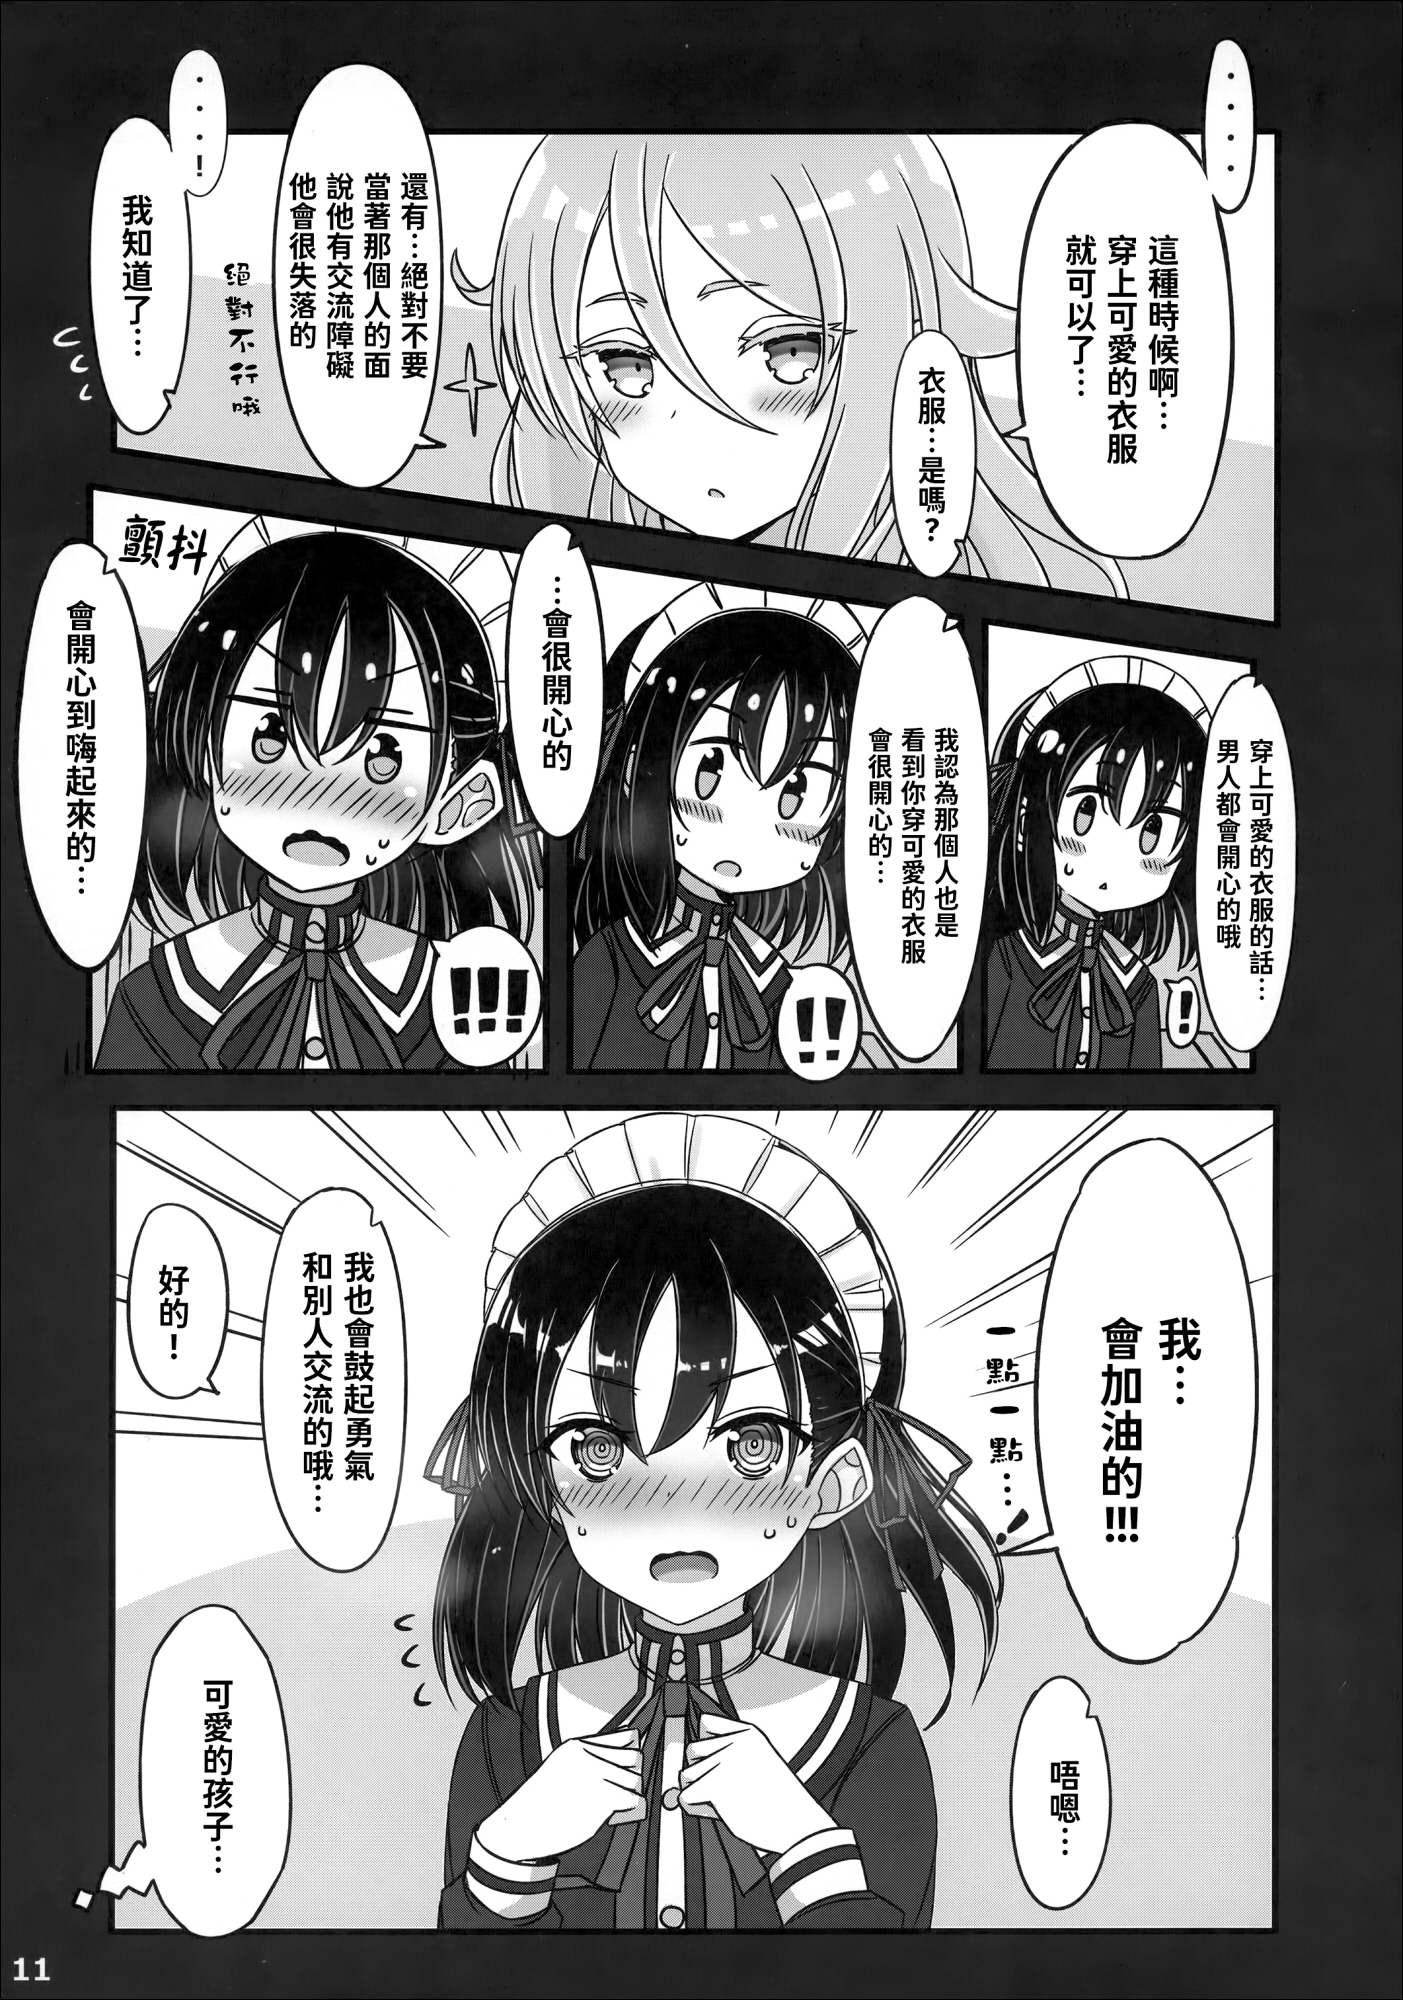 ····
這種時候啊…
穿上可愛的衣服
就可以了…
衣服…是嗎？
還有…絕對不要
當著那個人的面
說他有交流障礙
他會很失落的
絕對不行哦
···！
我知道了…
穿上可愛的衣服的話…
男人都會開心的哦
！
我認為那個人也是
看到你穿可愛的衣服
會很開心的…
!!
…會很開心的
顫抖
!!!
會開心到嗨起來的…
我…
會加油的!!!
一點一點…！
我也會鼓起勇氣
和別人交流的哦…
好的！
唔嗯…
可愛的孩子…
11